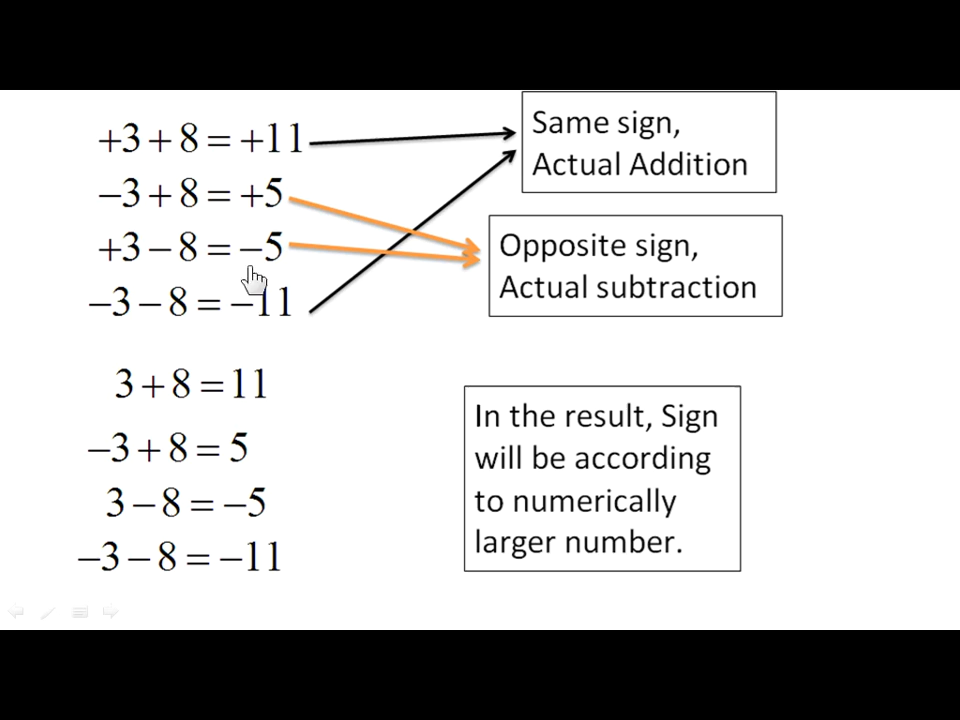 +3 + 8 = +11
−3 + 8 = +5
+3 − 8 = −5
−3 − 8 = −11
Same sign,
Actual Addition
Opposite sign,
Actual subtraction
3 + 8 = 11
−3 + 8 = 5
3 − 8 = −5
−3 − 8 = −11
In the result, Sign
will be according
to numerically
larger number.